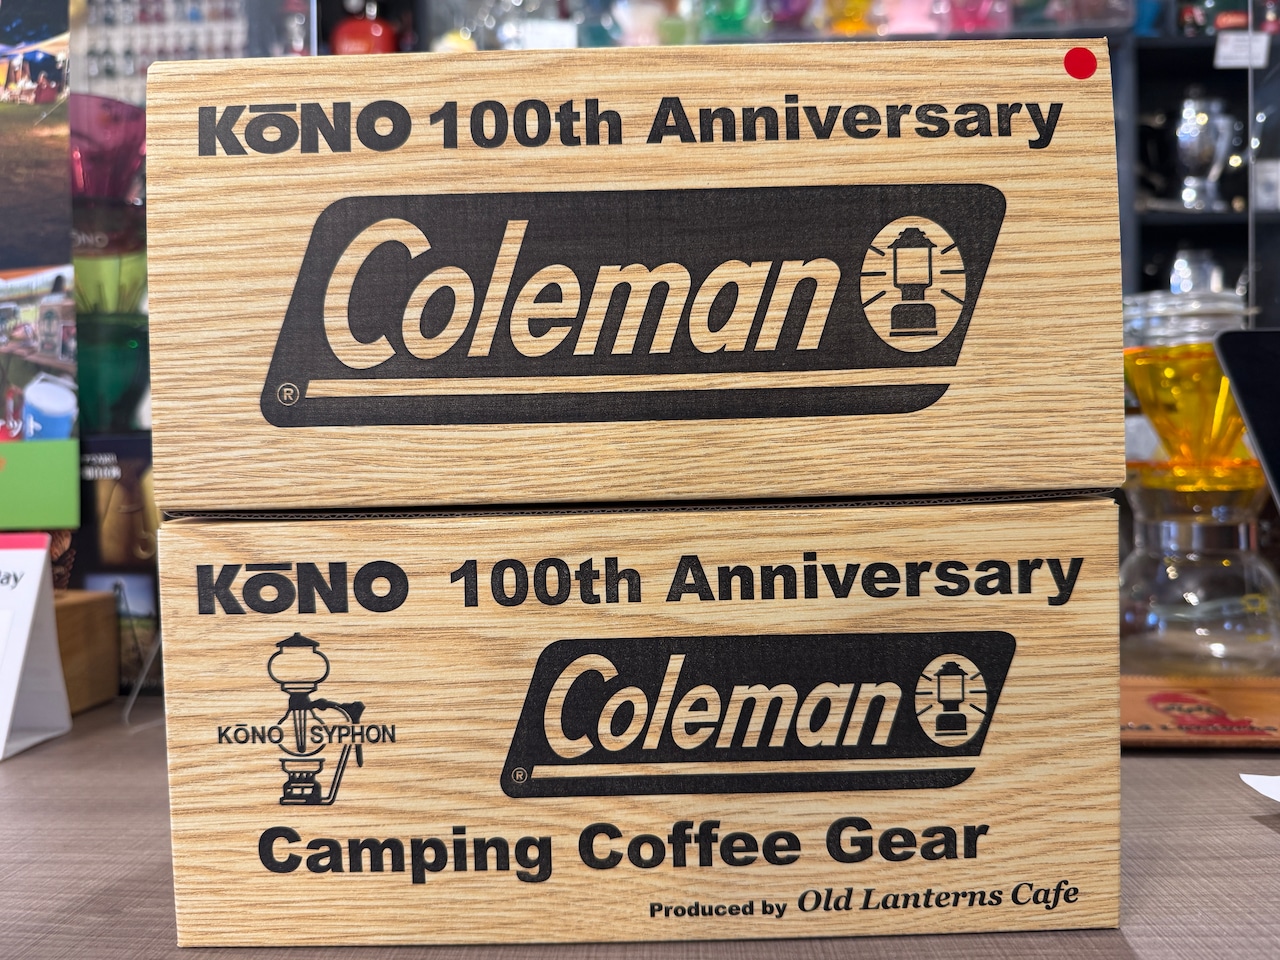 KōNO 100th Anniversary
Coleman
®
KōNO 100th Anniversary
KōNO SYPHON
Coleman
®
Camping Coffee Gear
Produced by Old Lanterns Cafe